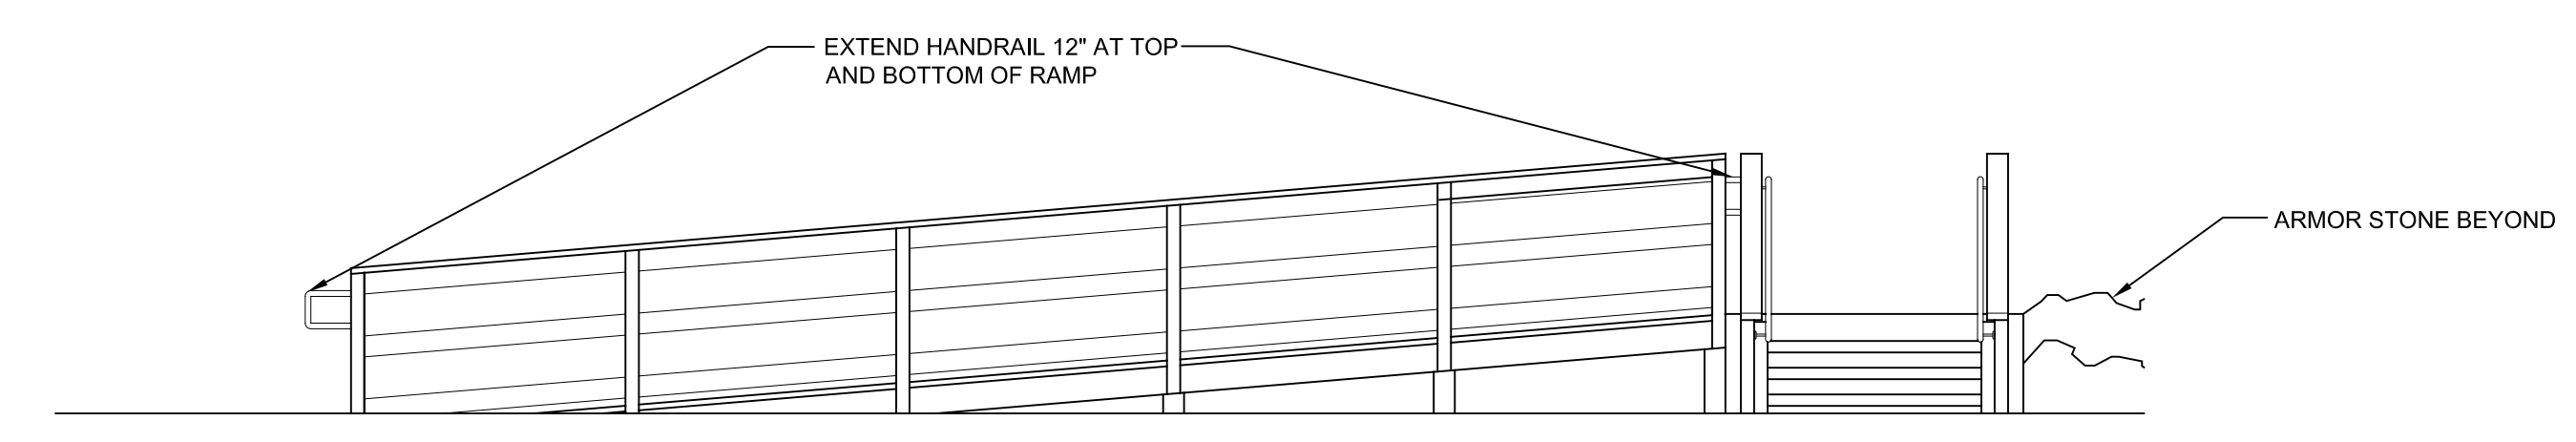 EXTEND HANDRAIL 12" AT TOP
AND BOTTOM OF RAMP
ARMOR STONE BEYOND